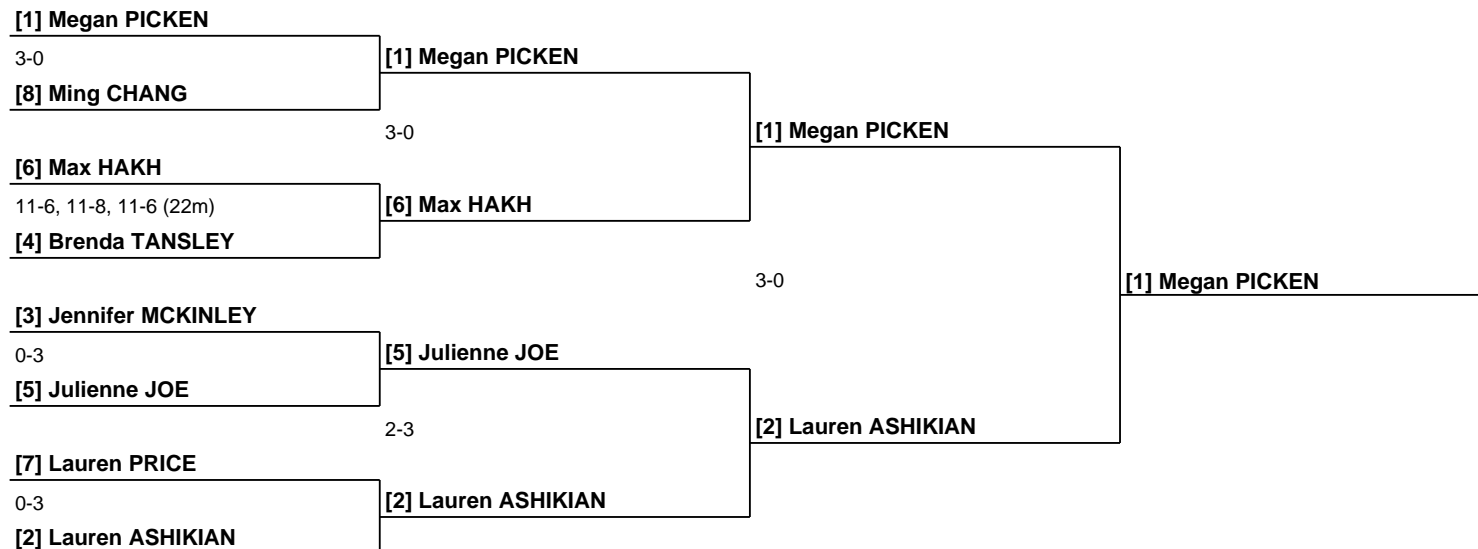 [1] Megan PICKEN
3-0
[8] Ming CHANG
[1] Megan PICKEN
3-0
[6] Max HAKH
11-6, 11-8, 11-6 (22m)
[4] Brenda TANSLEY
[6] Max HAKH
[1] Megan PICKEN
3-0
[1] Megan PICKEN
[3] Jennifer MCKINLEY
0-3
[5] Julienne JOE
[5] Julienne JOE
2-3
[2] Lauren ASHIKIAN
[7] Lauren PRICE
0-3
[2] Lauren ASHIKIAN
[2] Lauren ASHIKIAN